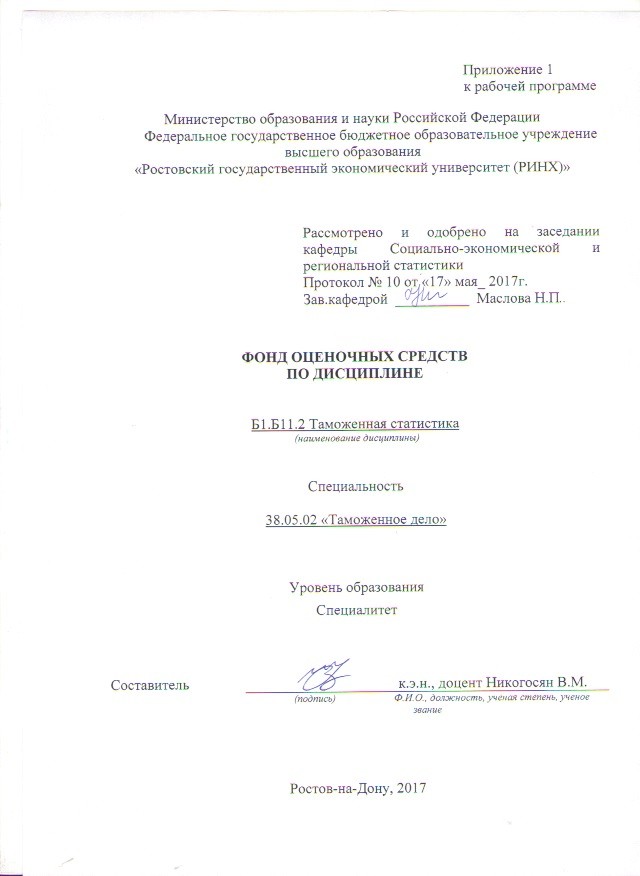 Приложение 1
к рабочей программе
Министерство образования и науки Российской Федерации
Федеральное государственное бюджетное образовательное учреждение
высшего образования
«Ростовский государственный экономический университет (РИНХ)»
Рассмотрено и одобрено на заседании
кафедры Социально-экономической и
региональной статистики
Протокол № 10 от «17» мая_ 2017г.
Зав.кафедрой Маслова Н.П..
ФОНД ОЦЕНОЧНЫХ СРЕДСТВ
ПО ДИСЦИПЛИНЕ
Б1.Б11.2 Таможенная статистика
(наименование дисциплины)
Специальность
38.05.02 «Таможенное дело»
Уровень образования
Специалитет
Составитель к.э.н., доцент Никогосян В.М.
(подпись) Ф.И.О., должность, ученая степень, ученое
звание
Ростов-на-Дону, 2017